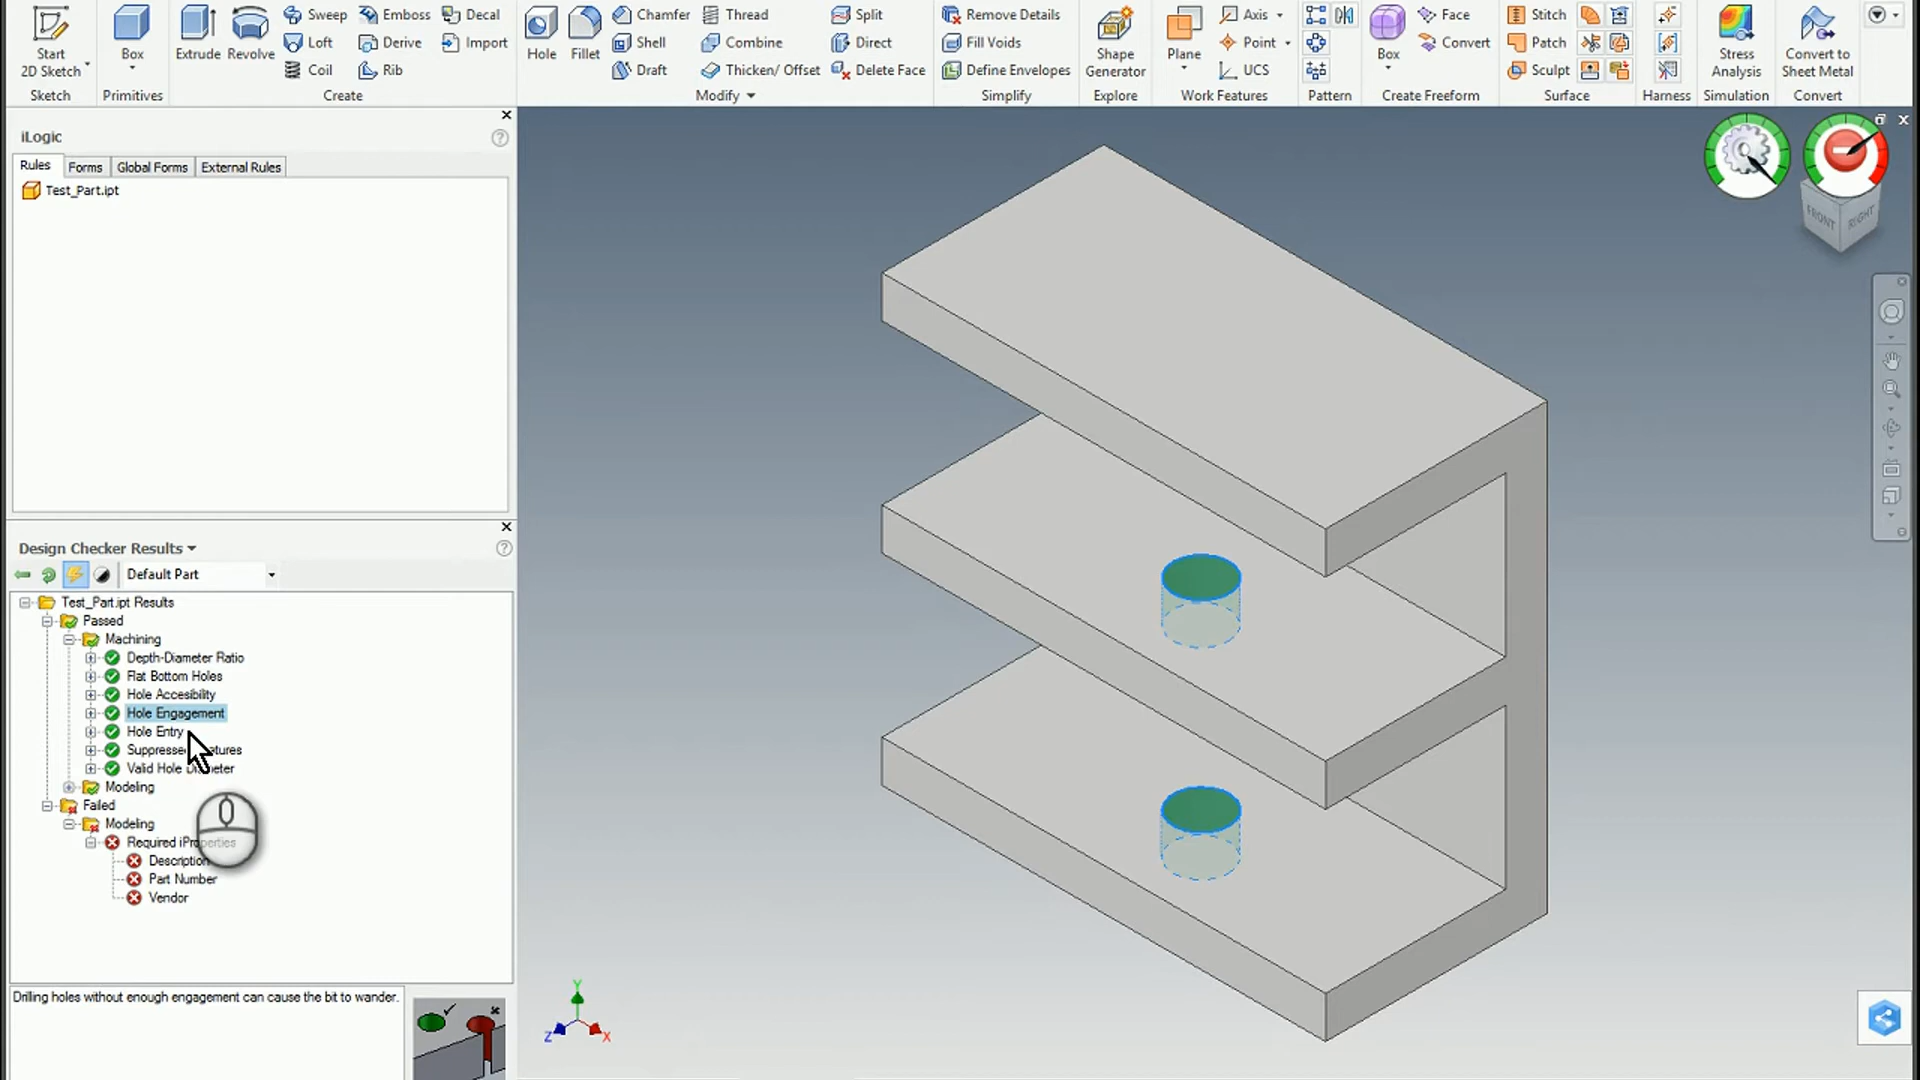 Start
2D Sketch
Sketch
Box
Primitives
Extrude
Revolve
Sweep
Emboss
Decal
Loft
Derive
Import
Coil
Rib
Create
Hole
Fillet
Chamfer
Thread
Split
Shell
Combine
Direct
Draft
Thicken/ Offset
Delete Face
Modify
Remove Details
Fill Voids
Define Envelopes
Simplify
Shape
Generator
Explore
Plane
Axis
Point
UCS
Work Features
Pattern
Box
Face
Convert
Create Freeform
Stitch
Patch
Sculpt
Surface
Harness
Stress
Analysis
Simulation
Convert to
Sheet Metal
Convert
iLogic
Rules
Forms
Global Forms
External Rules
Test_Part.ipt
Design Checker Results
Default Part
Test_Part.ipt Results
Passed
Machining
Depth-Diameter Ratio
Flat Bottom Holes
Hole Accesibility
Hole Engagement
Hole Entry
Valid Hole
Modeling
Failed
Modeling
Required
Description
Part Number
Vendor
Drilling holes without enough engagement can cause the bit to wander.
FRONT
RIGHT
Y
Z
X